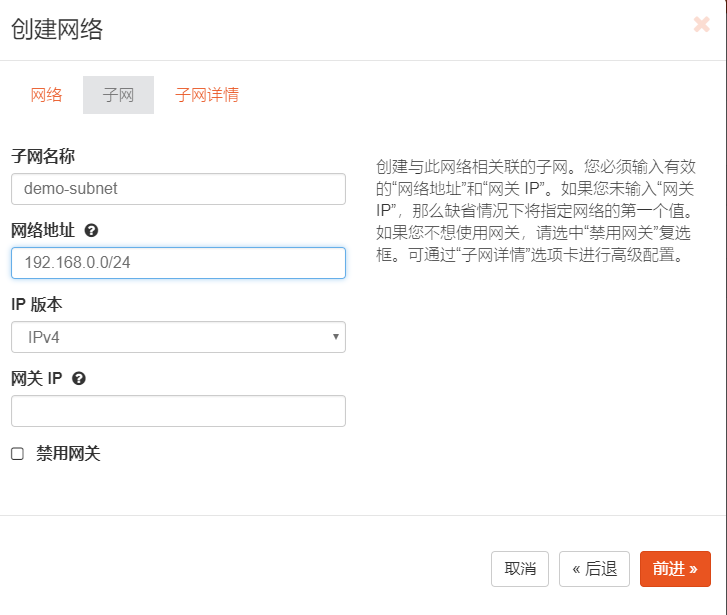 创建网络
网络 子网 子网详情
子网名称
demo-subnet
网络地址
192.168.0.0/24
IP 版本
IPv4
网关 IP
禁用网关
创建与此网络相关联的子网。您必须输入有效
的“网络地址”和“网关 IP”。如果您未输入“网关
IP”，那么缺省情况下将指定网络的第一个值。
如果您不想使用网关，请选中“禁用网关”复选
框。可通过“子网详情”选项卡进行高级配置。
取消 « 后退 前进 »